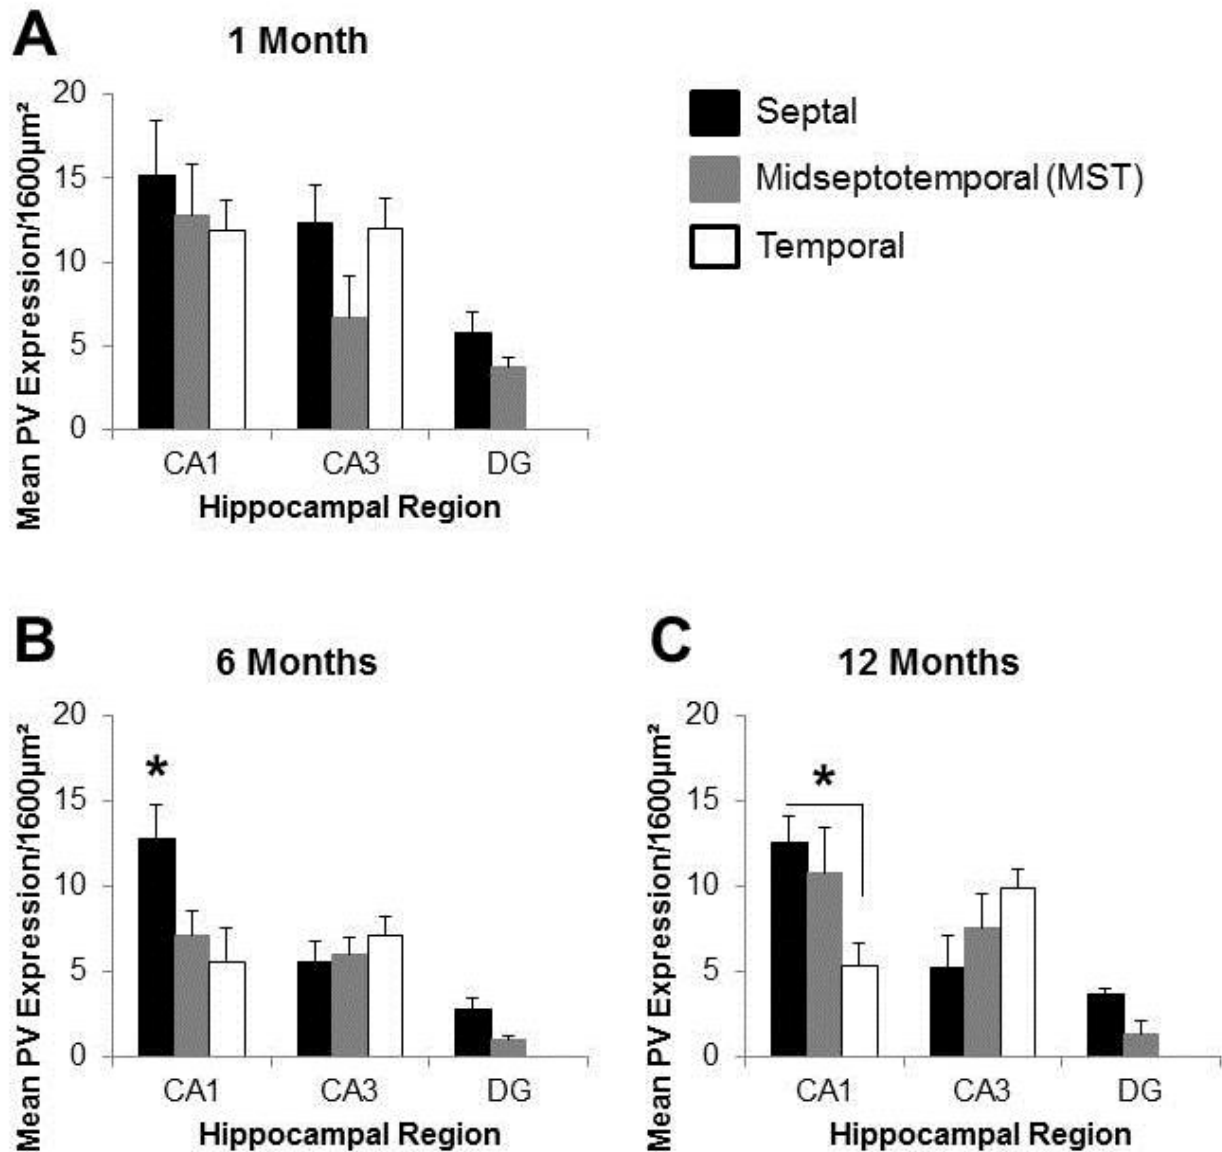 A
1 Month
Mean PV Expression/1600µm²
20
15
10
5
0
CA1 CA3 DG
Hippocampal Region
Septal
Midseptotemporal (MST)
Temporal
B
6 Months
Mean PV Expression/1600µm²
20
15
10
5
0
*
CA1 CA3 DG
Hippocampal Region
C
12 Months
Mean PV Expression/1600µm²
20
15
10
5
0
*
CA1 CA3 DG
Hippocampal Region